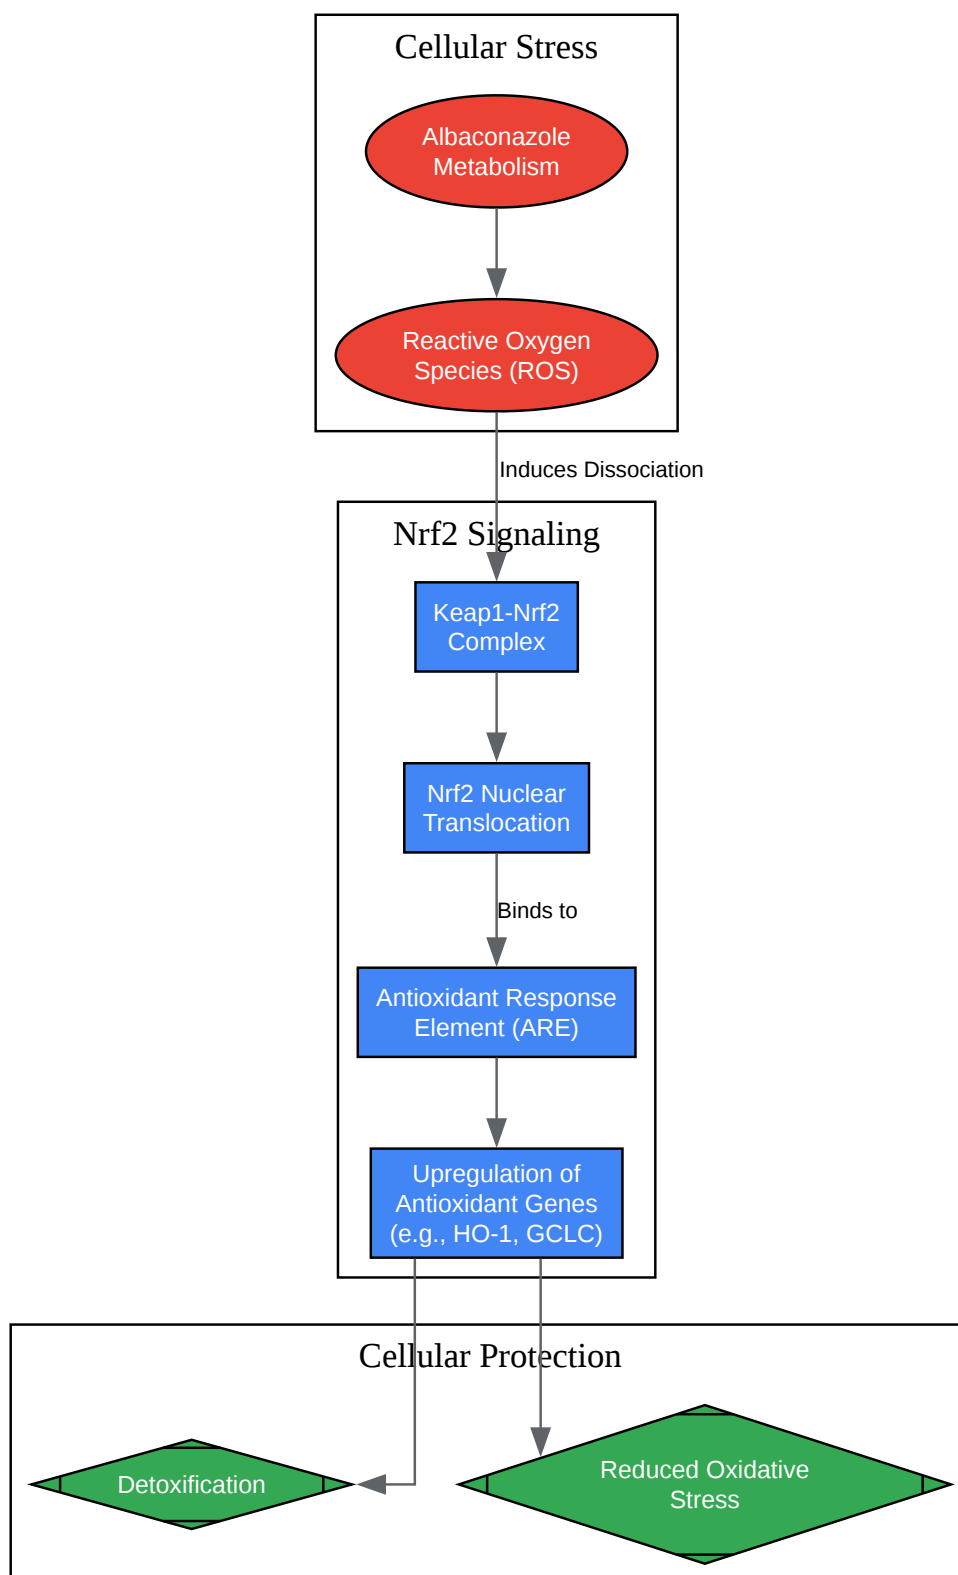 Cellular Stress
Albaconazole
Metabolism
Reactive Oxygen
Species (ROS)
Induces Dissociation
Nrf2 Signaling
Keap1-Nrf2
Complex
Nrf2 Nuclear
Translocation
Binds to
Antioxidant Response
Element (ARE)
Upregulation of
Antioxidant Genes
(e.g., HO-1, GCLC)
Cellular Protection
Detoxification
Reduced Oxidative
Stress